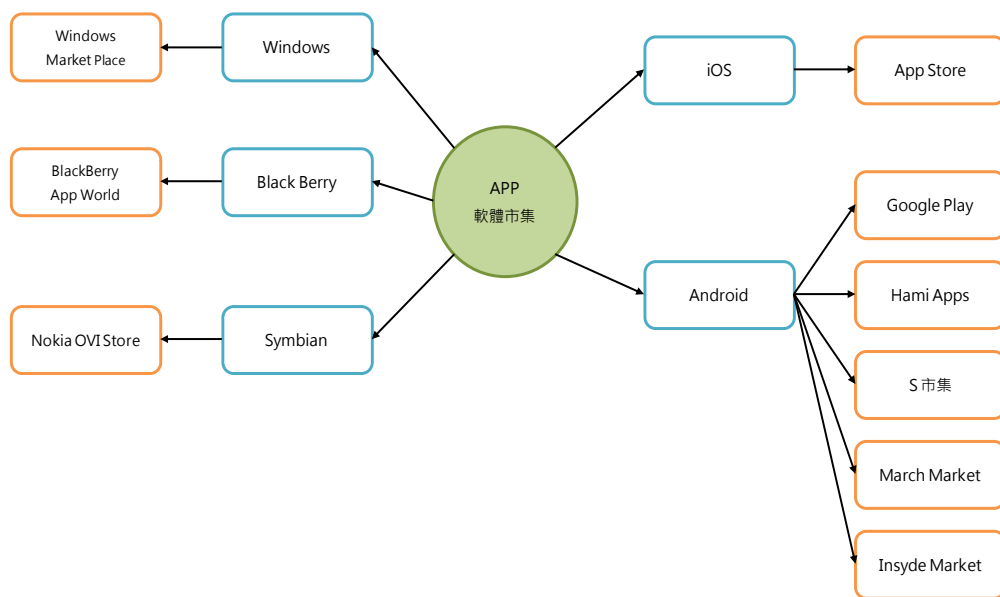 Windows
Market Place
Windows
BlackBerry
App World
Black Berry
Nokia OVI Store
Symbian
APP
軟體市集
iOS
App Store
Android
Google Play
Hami Apps
S 市集
March Market
Insyde Market